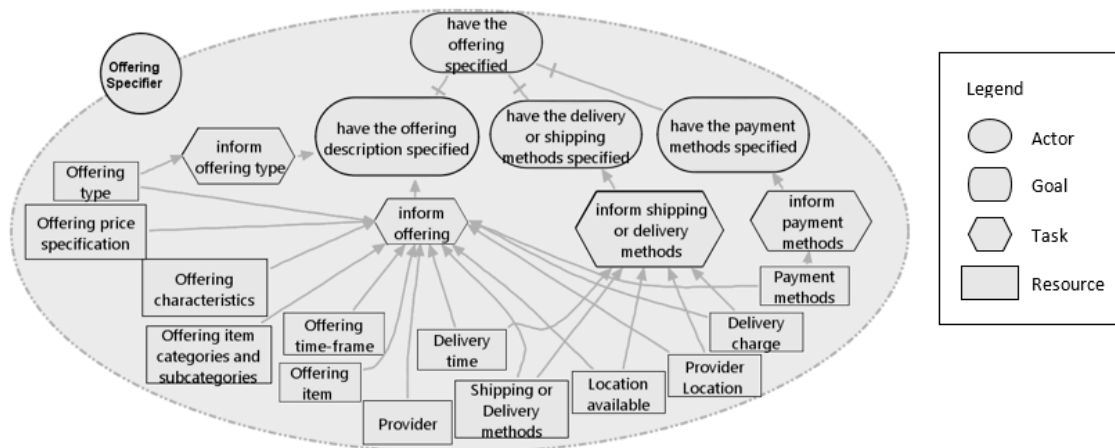 Offering
Specifier
have the
offering
specified
have the offering
description specified
have the delivery
or shipping
methods specified
have the payment
methods specified
inform
offering type
Offering
type
inform
offering
inform shipping
or delivery
methods
inform
payment
methods
Offering price
specification
Offering
characteristics
Payment
methods
Offering item
categories and
subcategories
Offering
time-frame
Delivery
time
Delivery
charge
Offering
item
Provider
Shipping or
Delivery
methods
Location
available
Provider
Location
Legend
Actor
Goal
Task
Resource